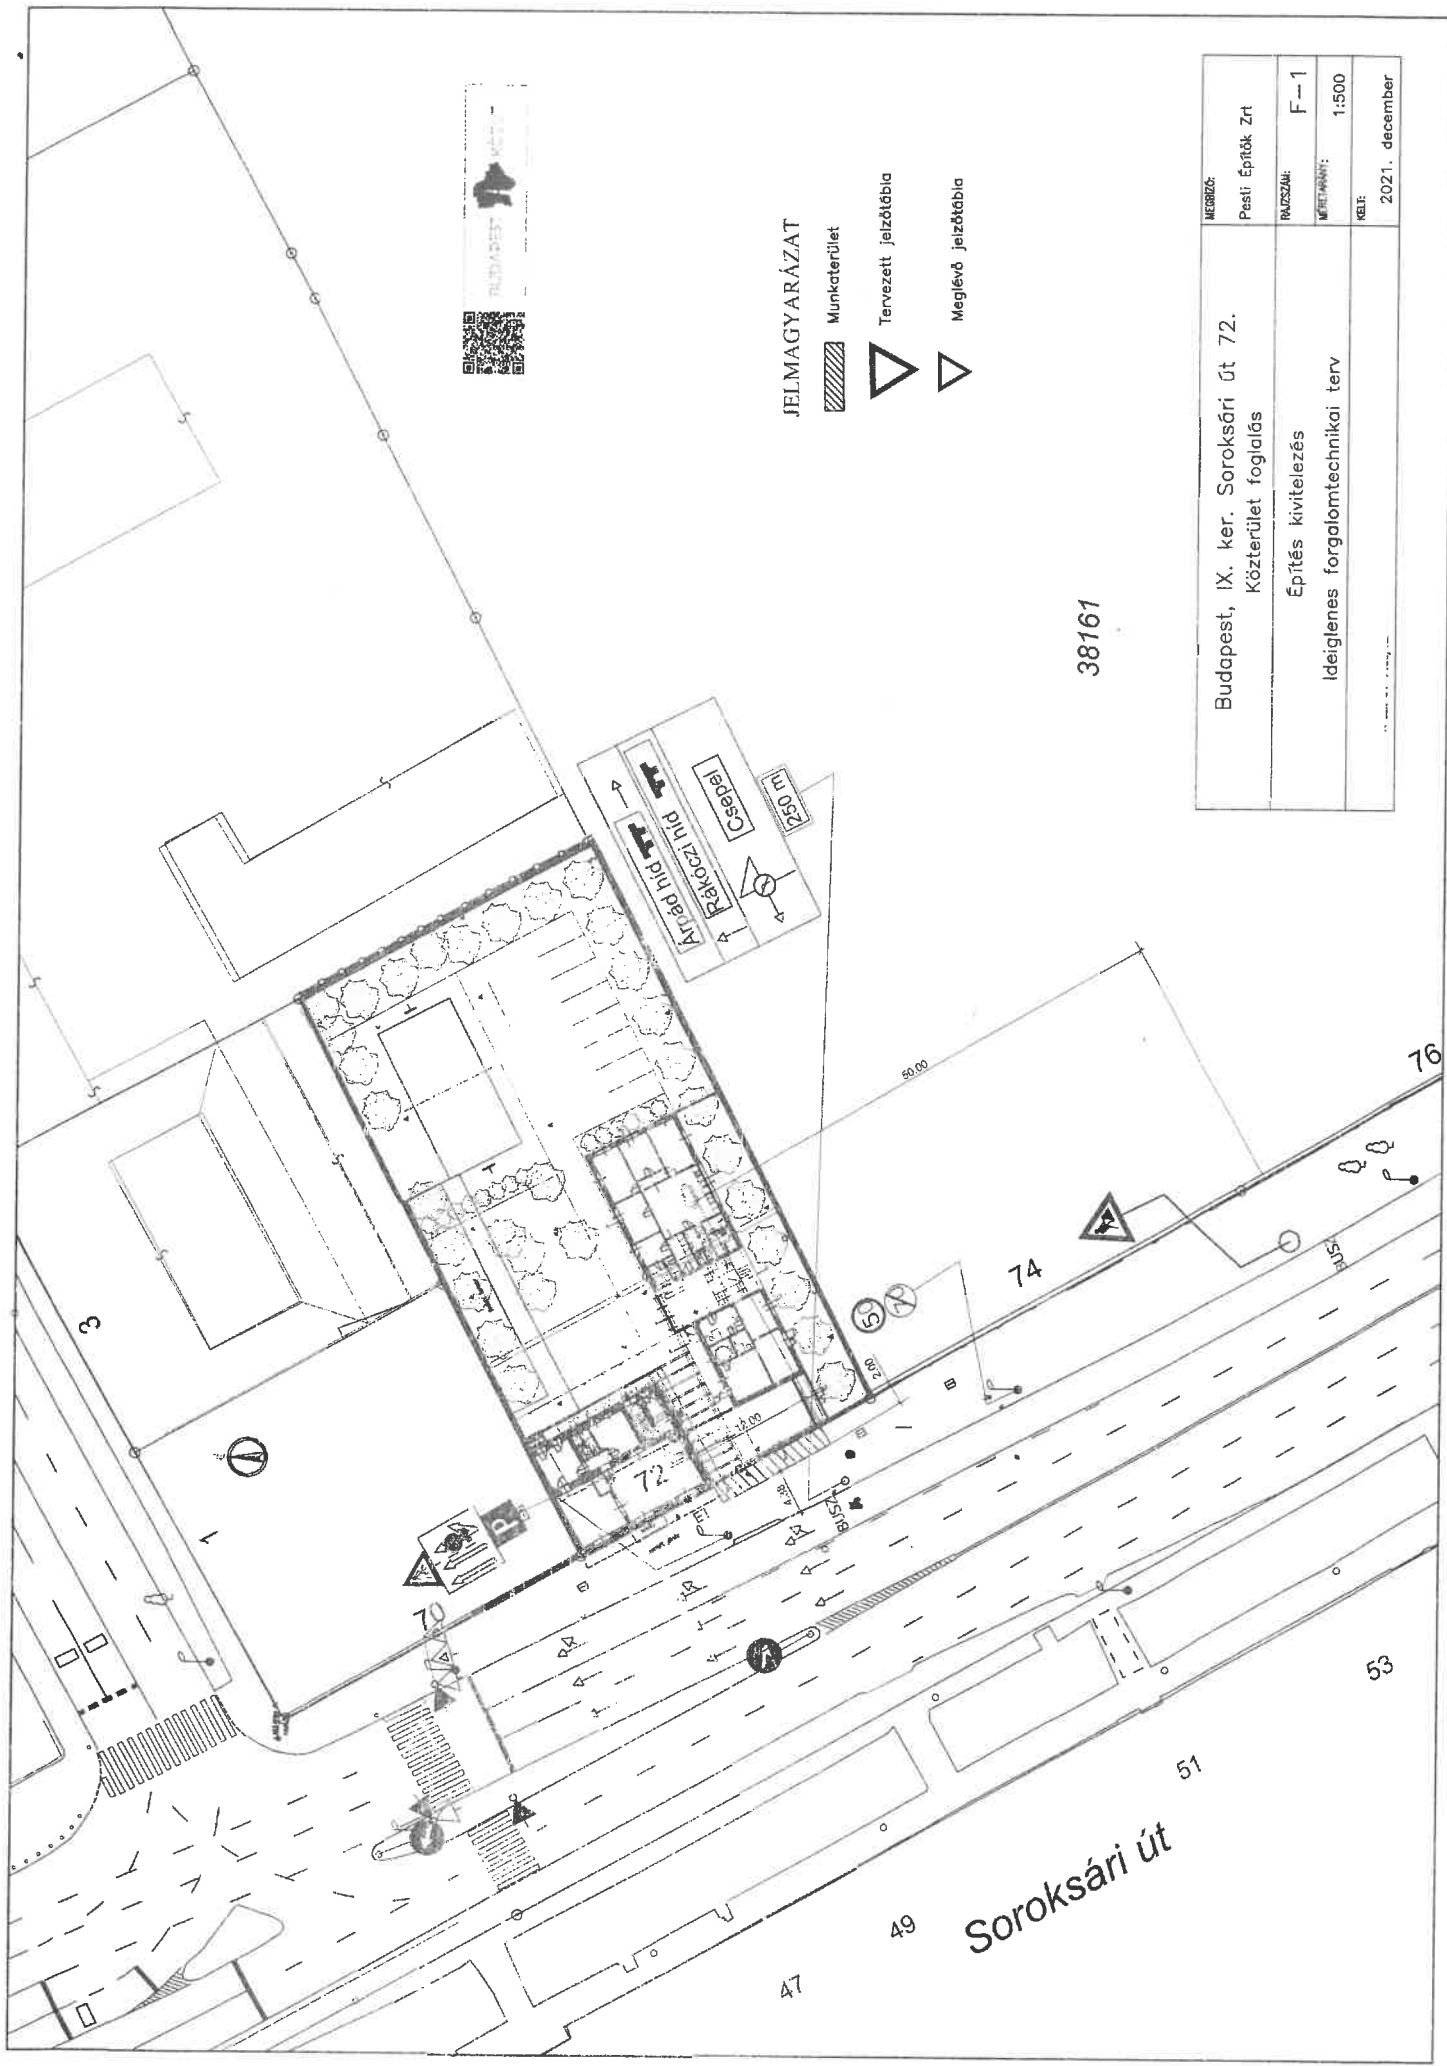 JELMAGYARÁZAT
Munkaterület
Tervezett jelzőtábla
Meglévő jelzőtábla
BUDAPEST
Árpád híd
Rákóczi híd
Csepel
250 m
38161
50.00
12.00
2.00
4.38
50
70
P
BUSZ
BUSZ
1
3
70
72
74
76
47
49
51
53
Soroksári út
Budapest, IX. ker. Soroksári út 72.
Közterület foglalás
Építés kivitelezés
Ideiglenes forgalomtechnikai terv
MEGBÍZÓ:
Pesti Építők Zrt
RAJZSZÁM:
F-1
MÉRETARÁNY:
1:500
KELT:
2021. december